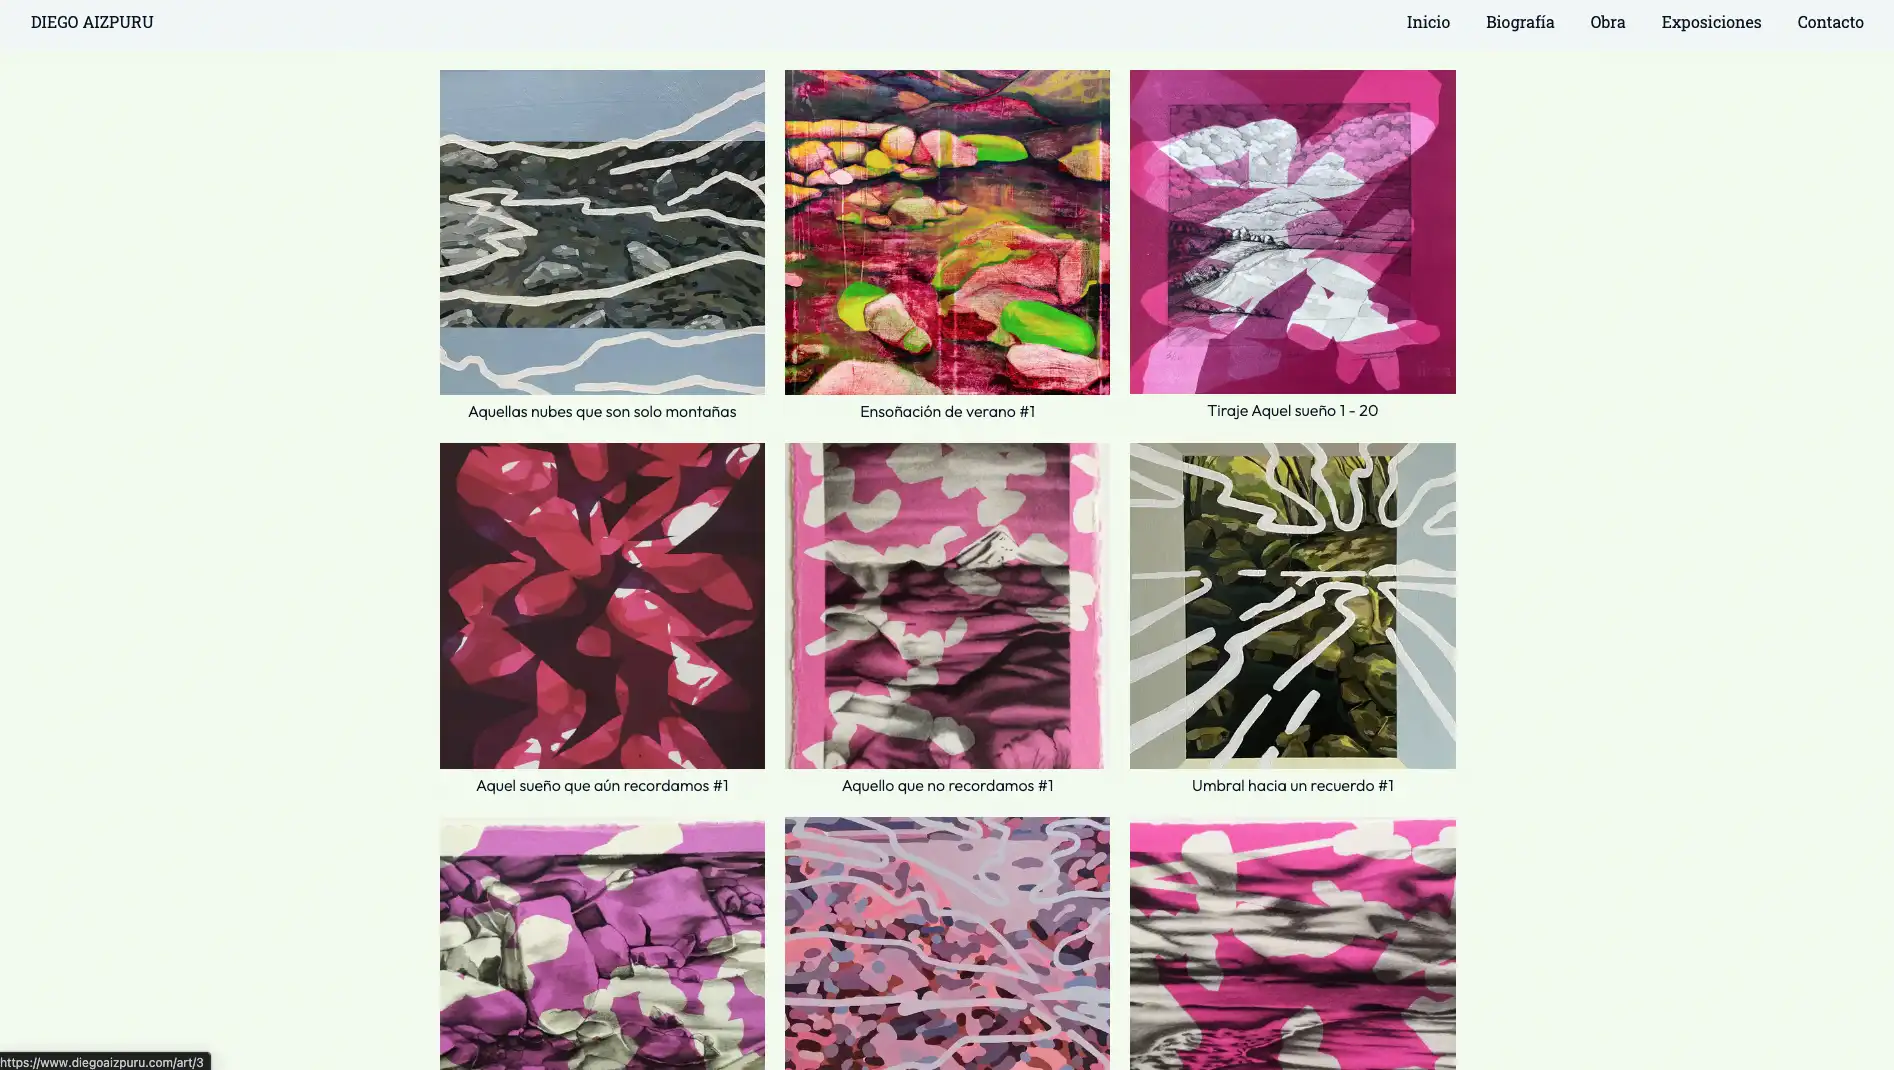 DIEGO AIZPURU
Inicio Biografía Obra Exposiciones Contacto
Aquellas nubes que son solo montañas
Ensoñación de verano #1
Tiraje Aquel sueño 1 - 20
Aquel sueño que aún recordamos #1
Aquello que no recordamos #1
Umbral hacia un recuerdo #1
https://www.diegoaizpuru.com/art/3